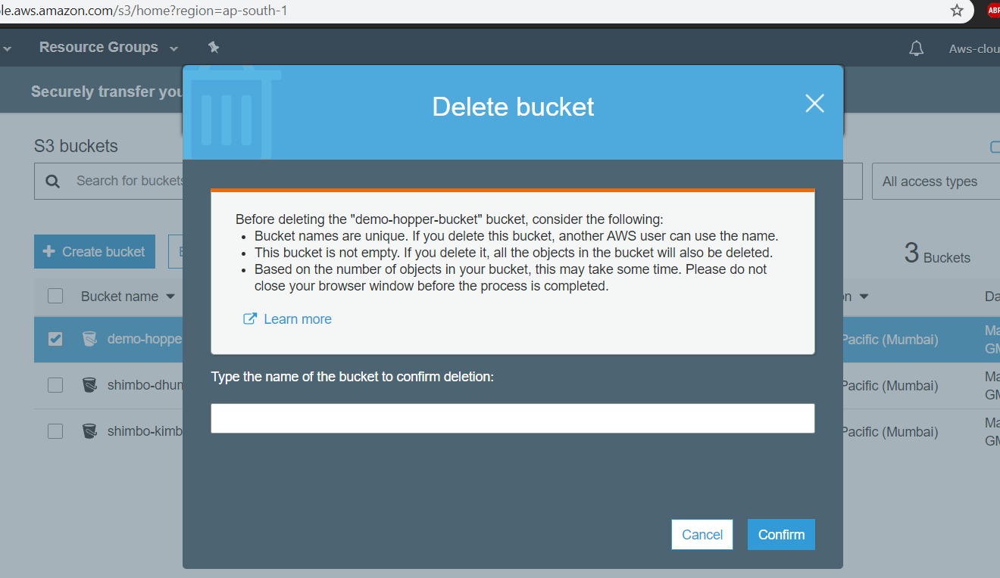 le.aws.amazon.com/s3/home?region=ap-south-1
ABP
Resource Groups
Aws-clou
Securely transfer you
Delete bucket
S3 buckets
Search for buckets
All access types
Before deleting the "demo-hopper-bucket" bucket, consider the following:
• Bucket names are unique. If you delete this bucket, another AWS user can use the name.
• This bucket is not empty. If you delete it, all the objects in the bucket will also be deleted.
• Based on the number of objects in your bucket, this may take some time. Please do not
close your browser window before the process is completed.
Learn more
Create bucket
3 Buckets
Bucket name
on
Da
demo-hoppe
Pacific (Mumbai)
Ma
GM
Type the name of the bucket to confirm deletion:
shimbo-dhum
Pacific (Mumbai)
Ma
GM
shimbo-kimb
Pacific (Mumbai)
Ma
GM
Cancel
Confirm